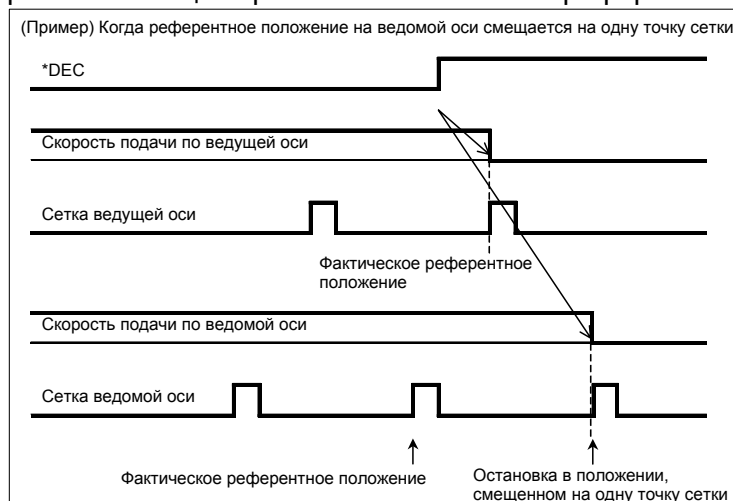 (Пример) Когда референтное положение на ведомой оси смещается на одну точку сетки
*DEC
Скорость подачи по ведущей оси
Сетка ведущей оси
Фактическое референтное
положение
Скорость подачи по ведомой оси
Сетка ведомой оси
Фактическое референтное положение
Остановка в положении,
смещенном на одну точку сетки